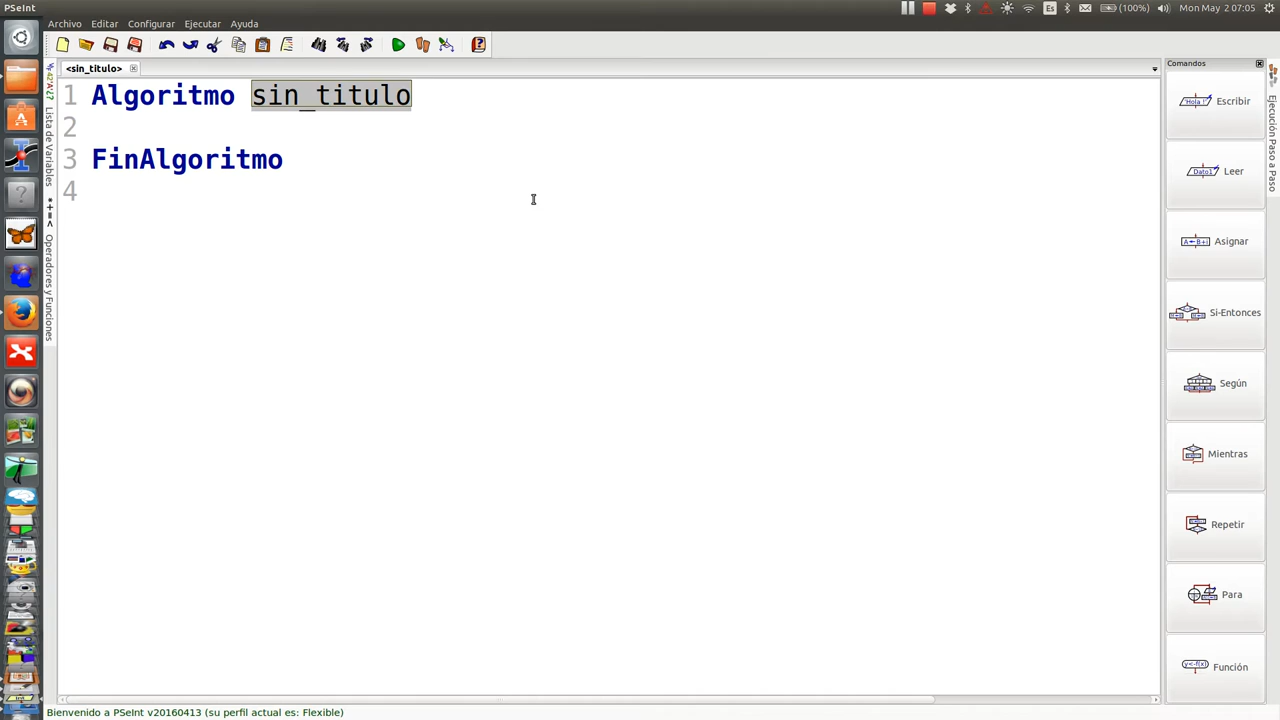 PSeInt
Es
(100%)
Mon May 2 07:05
Archivo Editar Configurar Ejecutar Ayuda
<sin_titulo>
Comandos
1 Algoritmo sin_titulo
2
3 FinAlgoritmo
4
Lista de Variables
*+=< Operadores y Funciones
Ejecución Paso a Paso
Escribir
Leer
Asignar
Si-Entonces
Según
Mientras
Repetir
Para
Función
Bienvenido a PSeInt v20160413 (su perfil actual es: Flexible)